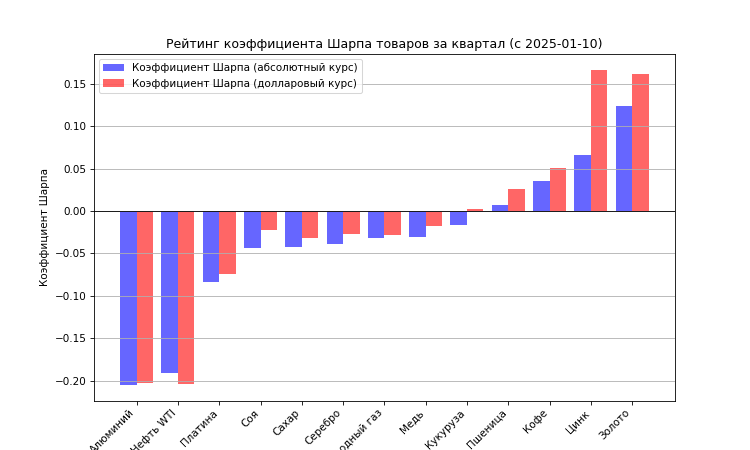 Рейтинг коэффициента Шарпа товаров за квартал (с 2025-01-10)
Коэффициент Шарпа (абсолютный курс)
Коэффициент Шарпа (долларовый курс)
Коэффициент Шарпа
0.15
0.10
0.05
0.00
−0.05
−0.10
−0.15
−0.20
Алюминий
Нефть WTI
Платина
Соя
Сахар
Серебро
газ
Медь
Кукуруза
Пшеница
Кофе
Цинк
Золото